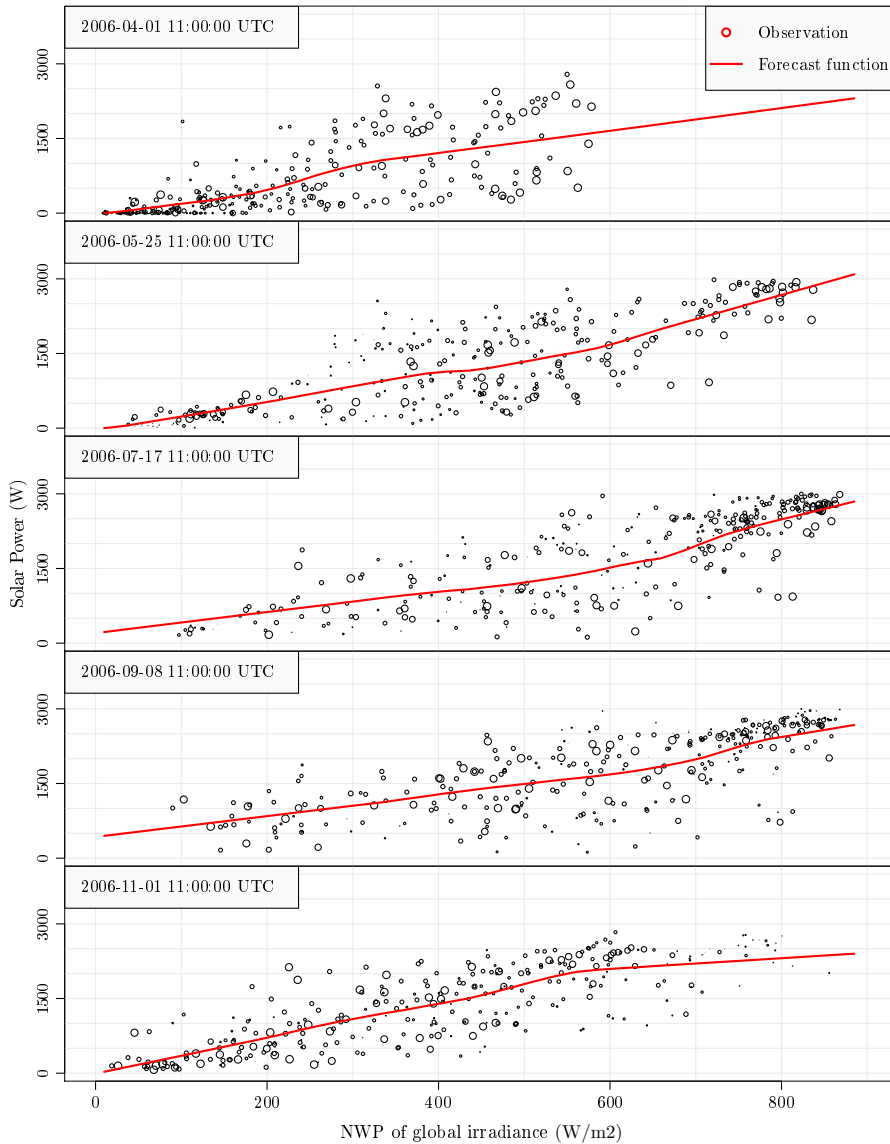 2006-04-01 11:00:00 UTC
Observation
Forecast function
0 1500 3000
2006-05-25 11:00:00 UTC
0 1500 3000
2006-07-17 11:00:00 UTC
0 1500 3000
Solar Power (W)
2006-09-08 11:00:00 UTC
0 1500 3000
2006-11-01 11:00:00 UTC
0 1500 3000
0 200 400 600 800
NWP of global irradiance (W/m2)